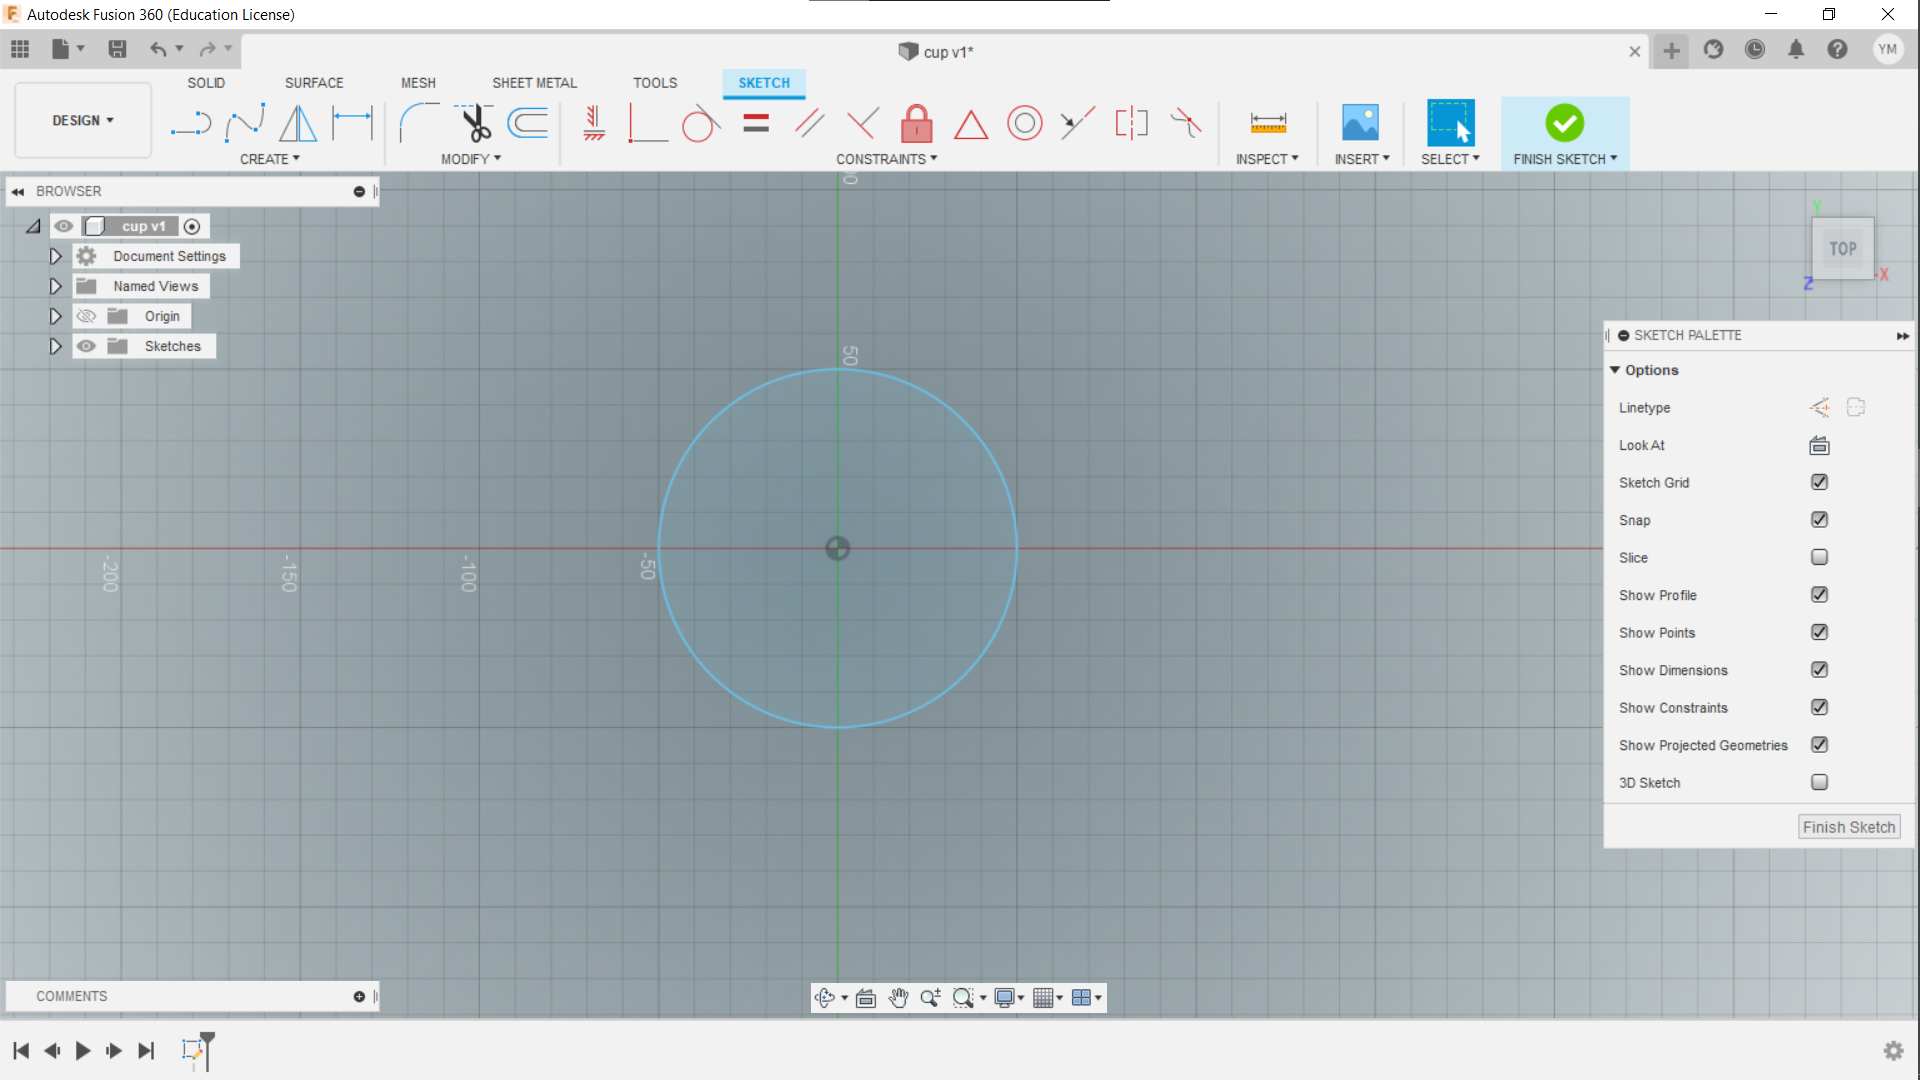 Autodesk Fusion 360 (Education License)
cup v1*
YM
SOLID
SURFACE
MESH
SHEET METAL
TOOLS
SKETCH
DESIGN
CREATE
MODIFY
CONSTRAINTS
INSPECT
INSERT
SELECT
FINISH SKETCH
BROWSER
cup v1
Document Settings
Named Views
Origin
Sketches
50
-200
-150
-100
-50
Y
TOP
X
Z
SKETCH PALETTE
Options
Linetype
Look At
Sketch Grid
Snap
Slice
Show Profile
Show Points
Show Dimensions
Show Constraints
Show Projected Geometries
3D Sketch
Finish Sketch
COMMENTS